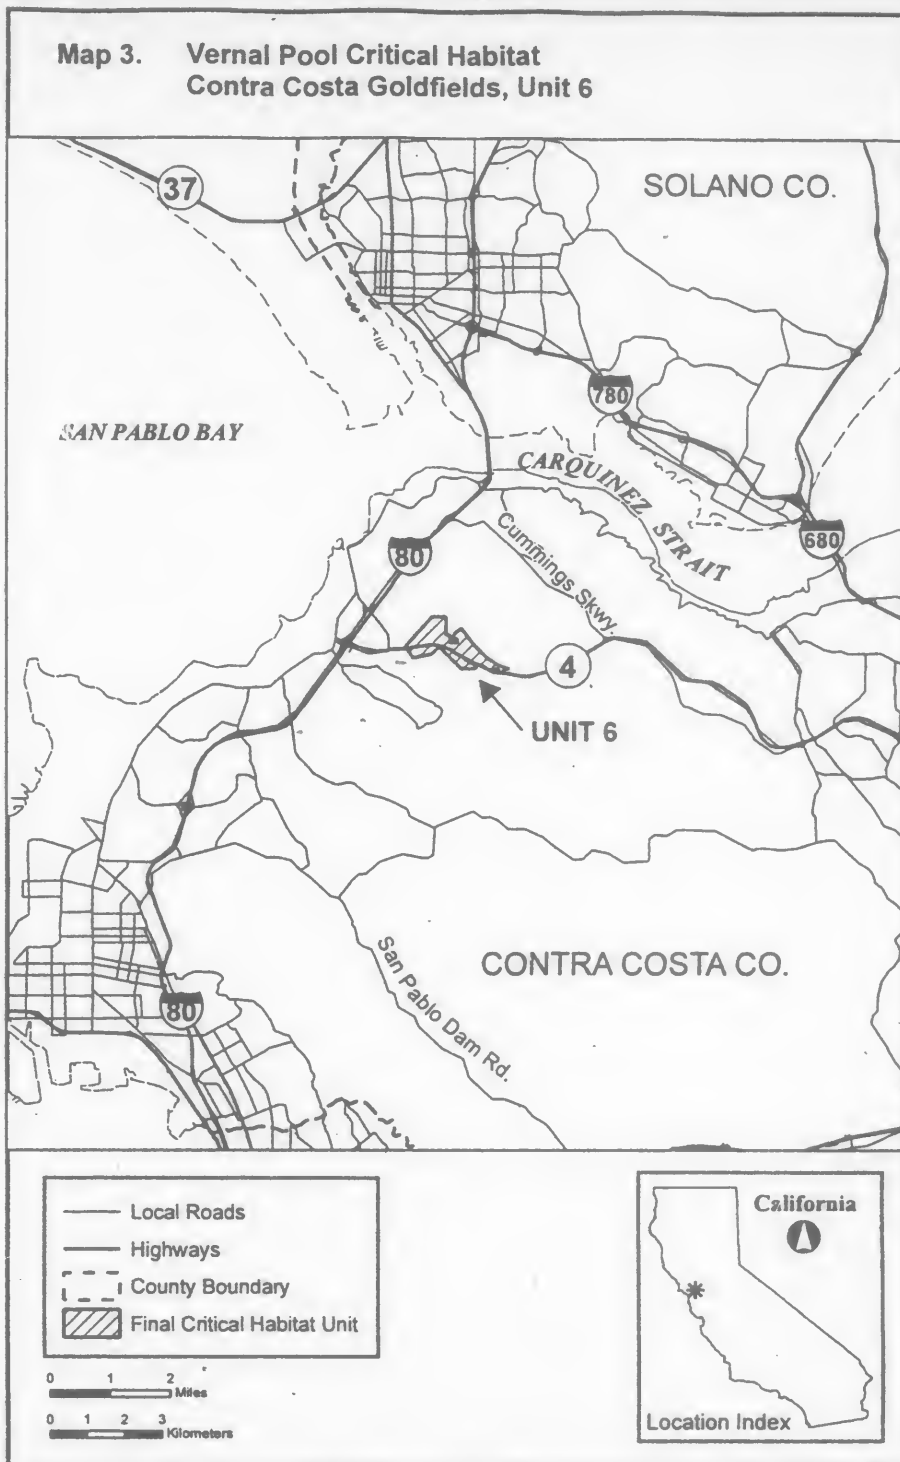 Map 3. Vernal Pool Critical Habitat
Contra Costa Goldfields, Unit 6
37
SOLANO CO.
780
SAN PABLO BAY
CARQUINEZ STRAIT
80
Cummings Skwy.
680
4
UNIT 6
CONTRA COSTA CO.
San Pablo Dam Rd.
80
Local Roads
Highways
County Boundary
Final Critical Habitat Unit
0 1 2
Miles
0 1 2 3
Kilometers
California
Location Index